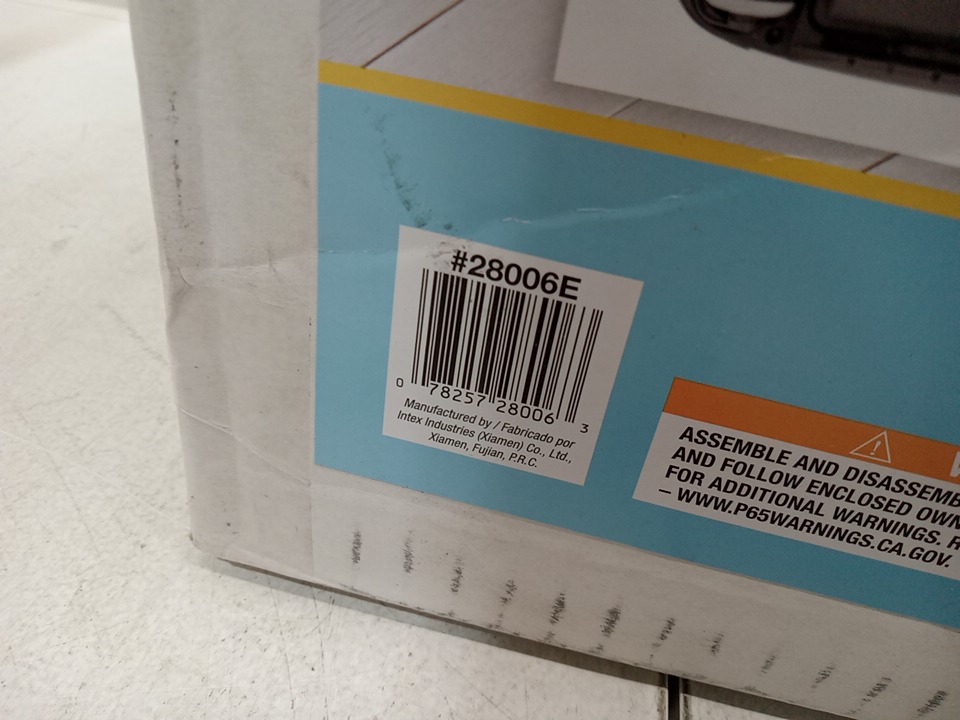 #28006E
0 78257 28006 3
Manufactured by / Fabricado por
Intex Industries (Xiamen) Co., Ltd.,
Xiamen, Fujian, P.R.C.
ASSEMBLE AND DISASSEMB
AND FOLLOW ENCLOSED OWN
FOR ADDITIONAL WARNINGS. R
– WWW.P65WARNINGS.CA.GOV.